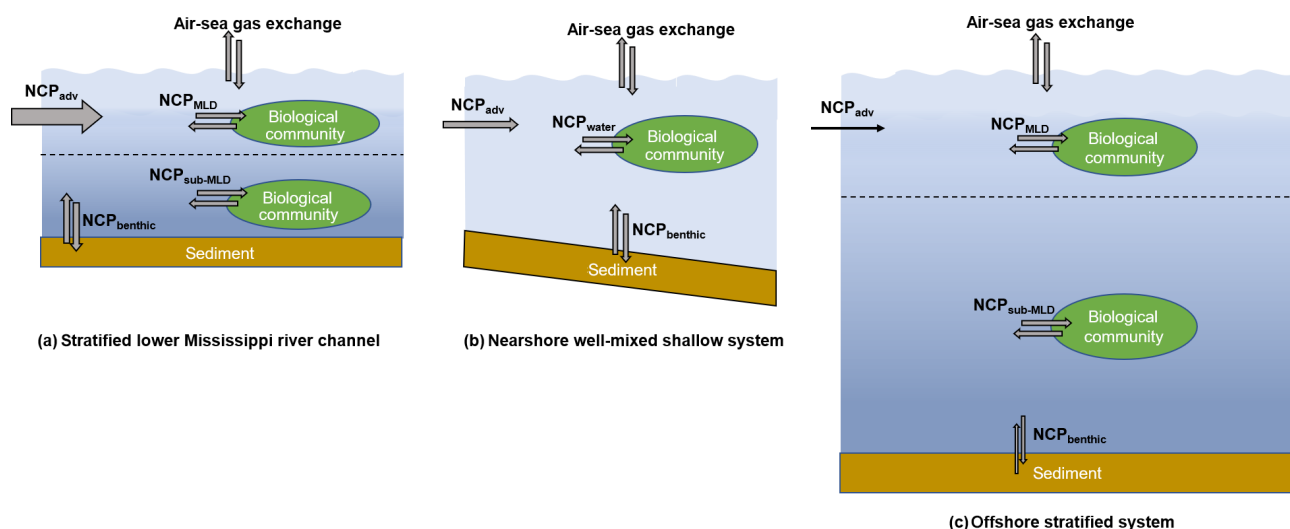 Air-sea gas exchange
NCPadv
NCPMLD
Biological
community
NCPsub-MLD
Biological
community
NCPbenthic
Sediment
(a) Stratified lower Mississippi river channel
Air-sea gas exchange
NCPadv
NCPwater
Biological
community
NCPbenthic
Sediment
(b) Nearshore well-mixed shallow system
Air-sea gas exchange
NCPadv
NCPMLD
Biological
community
NCPsub-MLD
Biological
community
NCPbenthic
Sediment
(c) Offshore stratified system